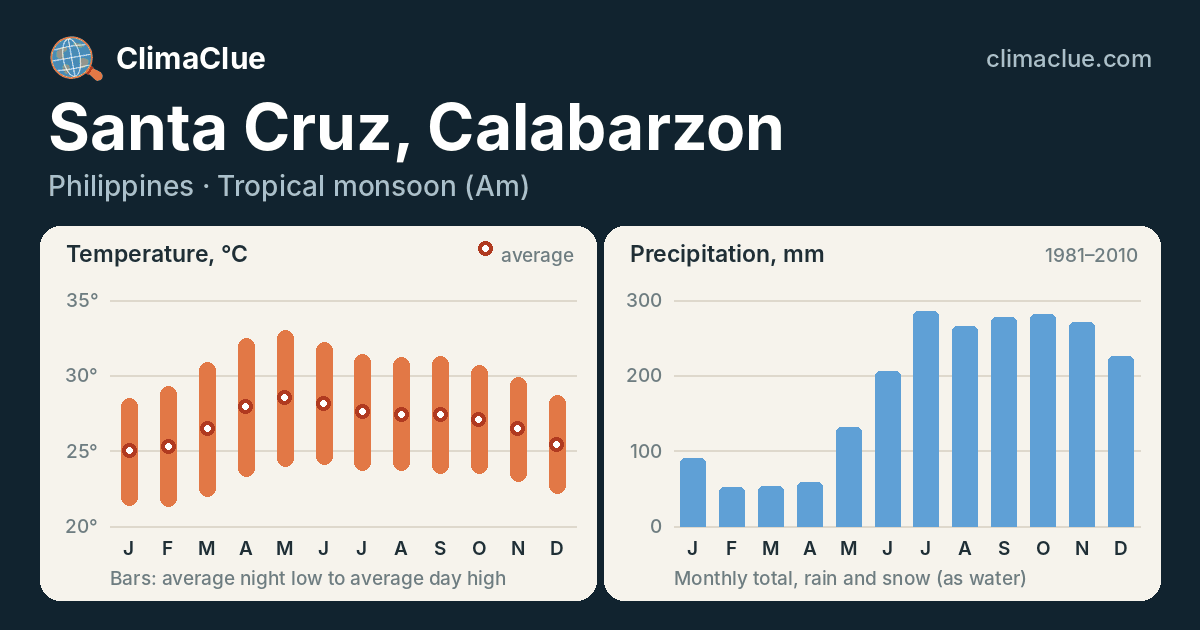 ClimaClue
climaclue.com
Santa Cruz, Calabarzon
Philippines · Tropical monsoon (Am)
Temperature, °C
average
35°
30°
25°
20°
J F M A M J J A S O N D
Bars: average night low to average day high
Precipitation, mm
1981–2010
300
200
100
0
J F M A M J J A S O N D
Monthly total, rain and snow (as water)